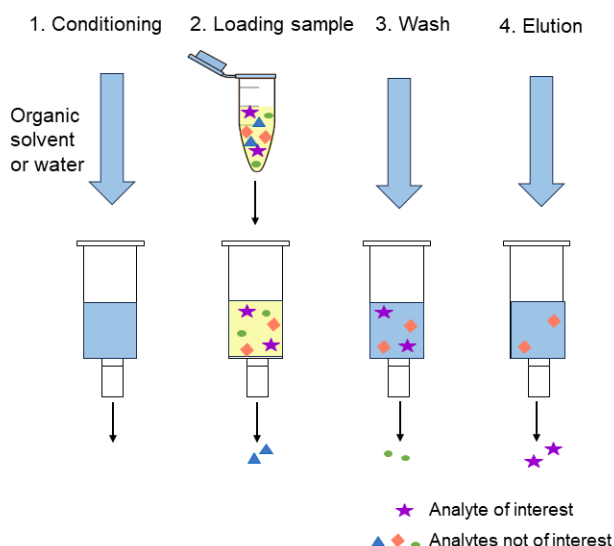 1. Conditioning
2. Loading sample
3. Wash
4. Elution
Organic
solvent
or water
Analyte of interest
Analytes not of interest